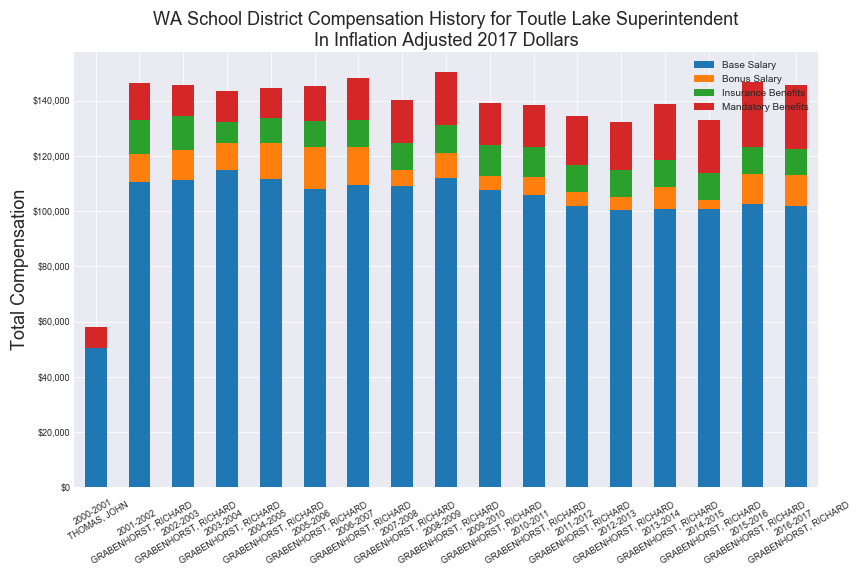 WA School District Compensation History for Toutle Lake Superintendent
In Inflation Adjusted 2017 Dollars
Base Salary
Bonus Salary
Insurance Benefits
Mandatory Benefits
Total Compensation
$140,000
$120,000
$100,000
$80,000
$60,000
$40,000
$20,000
$0
2000-2001
THOMAS, JOHN
2001-2002
GRABENHORST, RICHARD
2002-2003
GRABENHORST, RICHARD
2003-2004
GRABENHORST, RICHARD
2004-2005
GRABENHORST, RICHARD
2005-2006
GRABENHORST, RICHARD
2006-2007
GRABENHORST, RICHARD
2007-2008
GRABENHORST, RICHARD
2008-2009
GRABENHORST, RICHARD
2009-2010
GRABENHORST, RICHARD
2010-2011
GRABENHORST, RICHARD
2011-2012
GRABENHORST, RICHARD
2012-2013
GRABENHORST, RICHARD
2013-2014
GRABENHORST, RICHARD
2014-2015
GRABENHORST, RICHARD
2015-2016
GRABENHORST, RICHARD
2016-2017
GRABENHORST, RICHARD